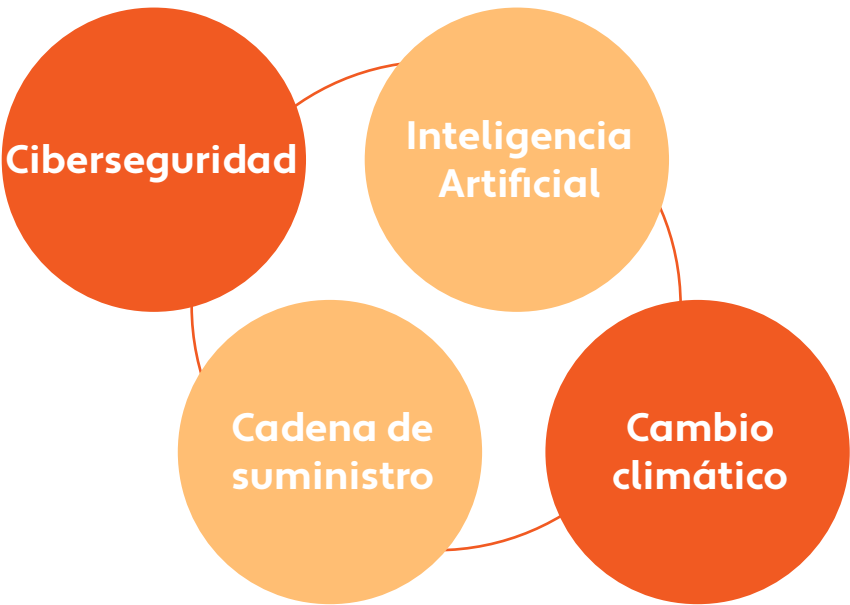 Ciberseguridad
Inteligencia
Artificial
Cadena de
suministro
Cambio
climático